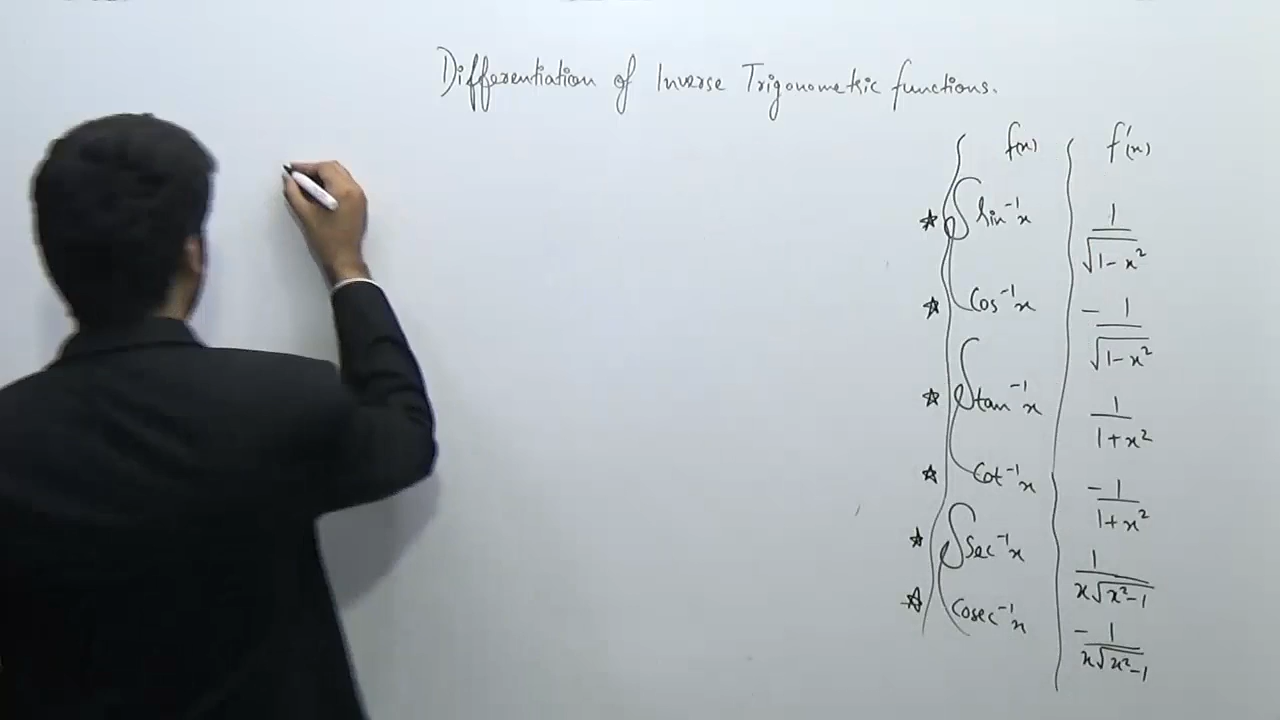 Differentiation of Inverse Trigonometric functions.
f(x) f'(x)
☆ sin⁻¹x 1/√(1-x²)
☆ Cos⁻¹x -1/√(1-x²)
☆ tan⁻¹x 1/(1+x²)
☆ Cot⁻¹x -1/(1+x²)
☆ Sec⁻¹x 1/(x√(x²-1))
☆ Cosec⁻¹x -1/(x√(x²-1))